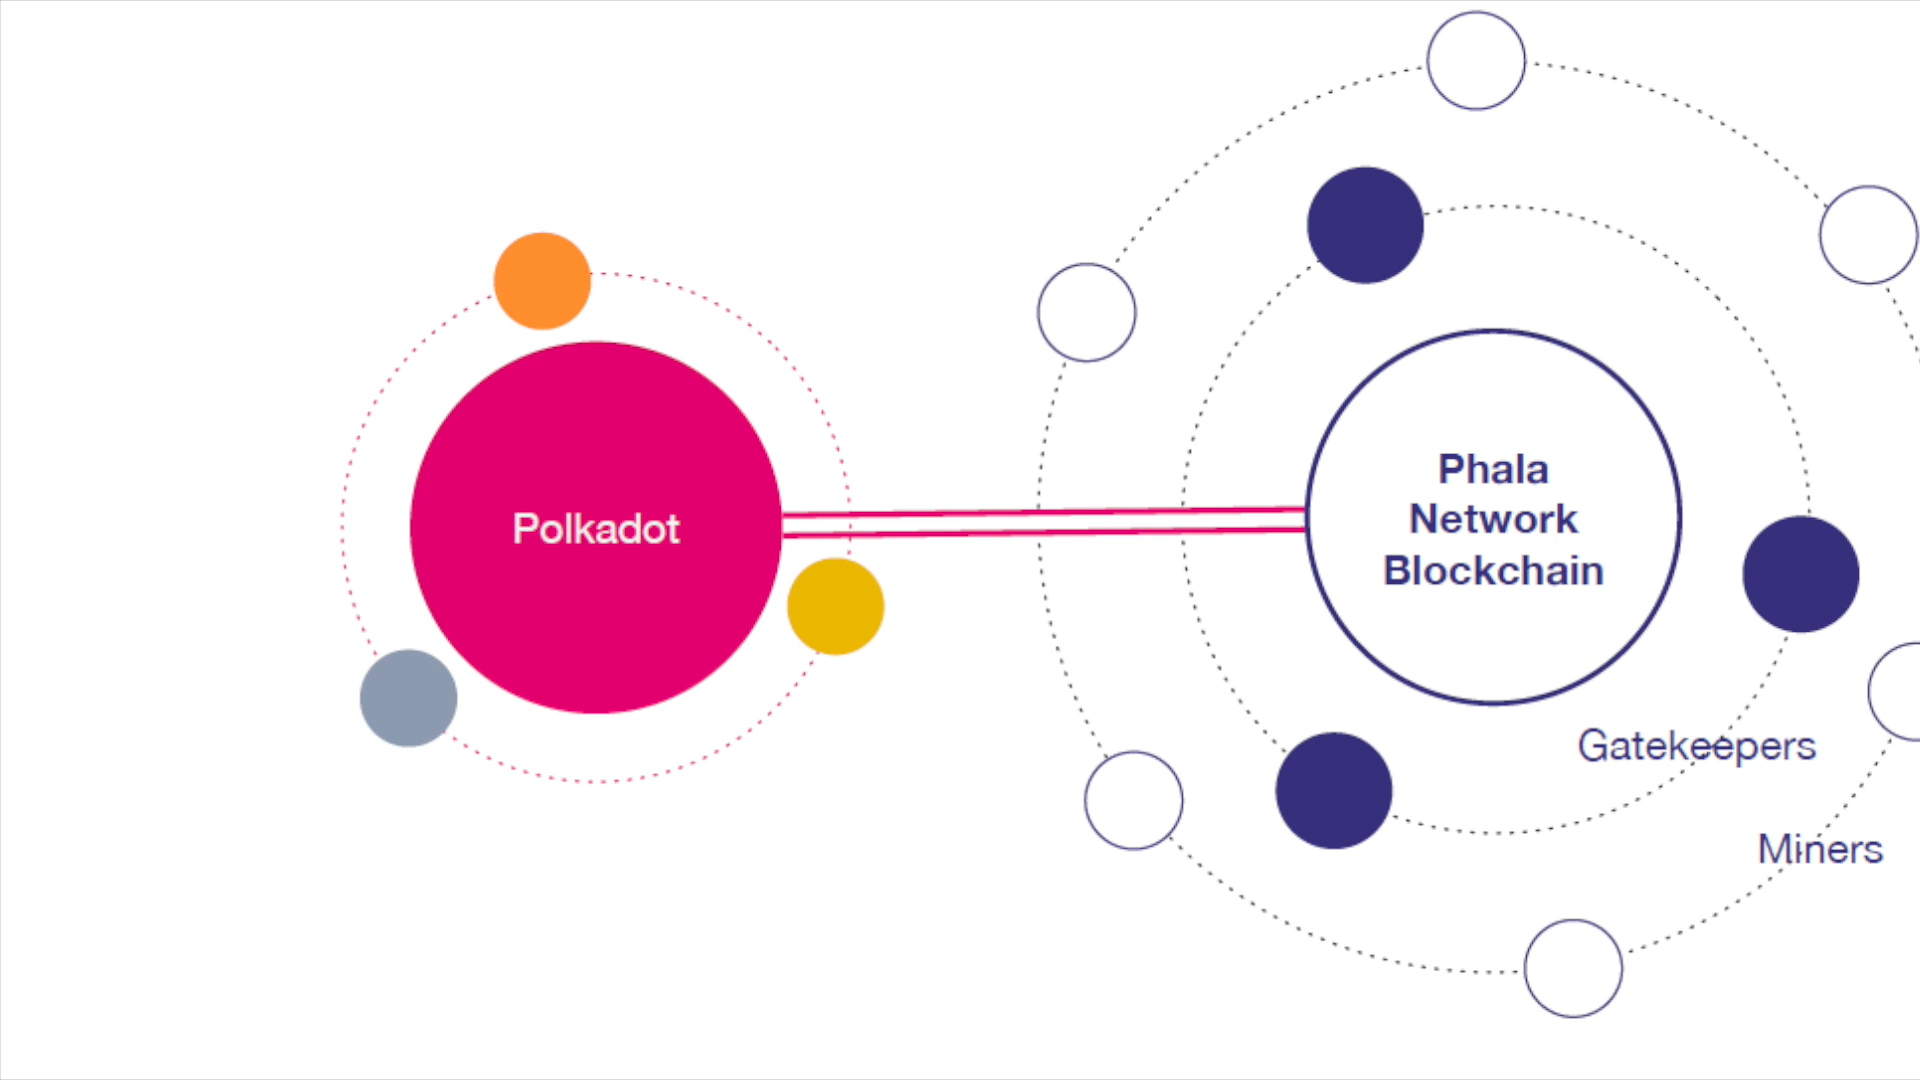 Polkadot
Phala
Network
Blockchain
Gatekeepers
Miners